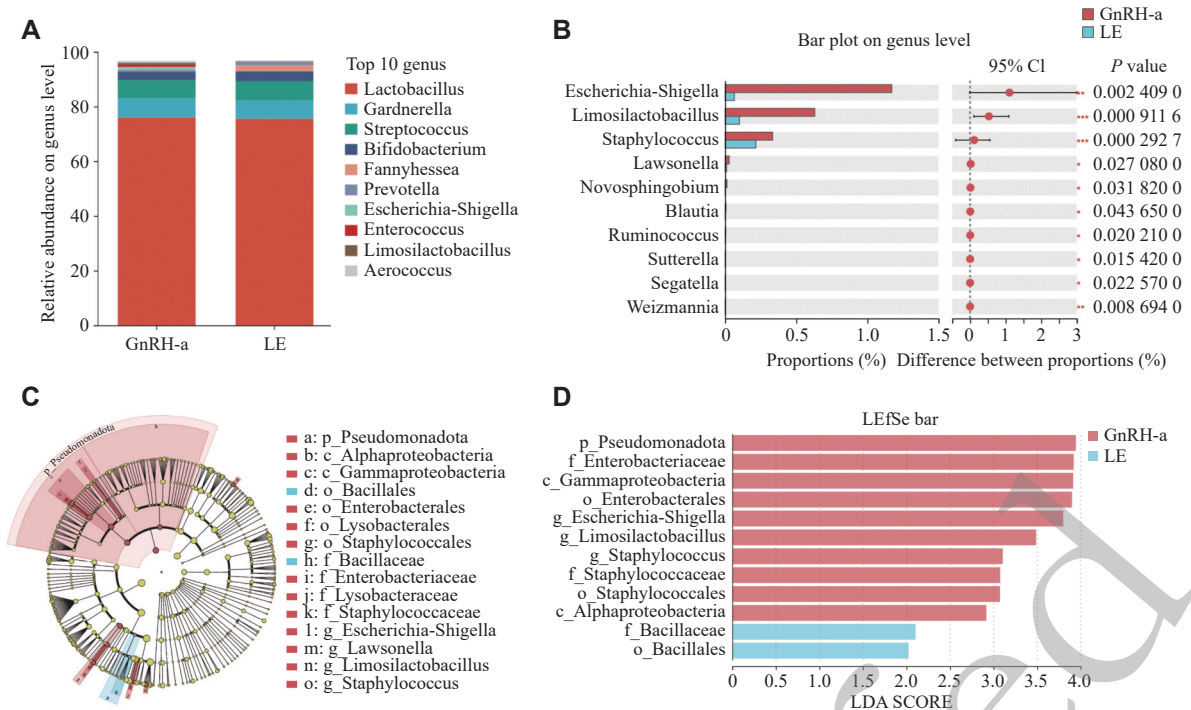 A
Relative abundance on genus level
100
80
60
40
20
0
GnRH-a
LE
Top 10 genus
Lactobacillus
Gardnerella
Streptococcus
Bifidobacterium
Fannyhessea
Prevotella
Escherichia-Shigella
Enterococcus
Limosilactobacillus
Aerococcus
B
GnRH-a
LE
Bar plot on genus level
95% Cl
P value
Escherichia-Shigella ** 0.002 409 0
Limosilactobacillus *** 0.000 911 6
Staphylococcus *** 0.000 292 7
Lawsonella * 0.027 080 0
Novosphingobium * 0.031 820 0
Blautia * 0.043 650 0
Ruminococcus * 0.020 210 0
Sutterella * 0.015 420 0
Segatella * 0.022 570 0
Weizmannia ** 0.008 694 0
0 0.5 1.0 1.5 0 1 2 3
Proportions (%) Difference between proportions (%)
C
p_Pseudomonadota
a: p_Pseudomonadota
b: c_Alphaproteobacteria
c: c_Gammaproteobacteria
d: o_Bacillales
e: o_Enterobacterales
f: o_Lysobacterales
g: o_Staphylococcales
h: f_Bacillaceae
i: f_Enterobacteriaceae
j: f_Lysobacteraceae
k: f_Staphylococcaceae
l: g_Escherichia-Shigella
m: g_Lawsonella
n: g_Limosilactobacillus
o: g_Staphylococcus
D
LEfSe bar
GnRH-a
LE
p_Pseudomonadota
f_Enterobacteriaceae
c_Gammaproteobacteria
o_Enterobacterales
g_Escherichia-Shigella
g_Limosilactobacillus
g_Staphylococcus
f_Staphylococcaceae
o_Staphylococcales
c_Alphaproteobacteria
f_Bacillaceae
o_Bacillales
0 0.5 1.0 1.5 2.0 2.5 3.0 3.5 4.0
LDA SCORE